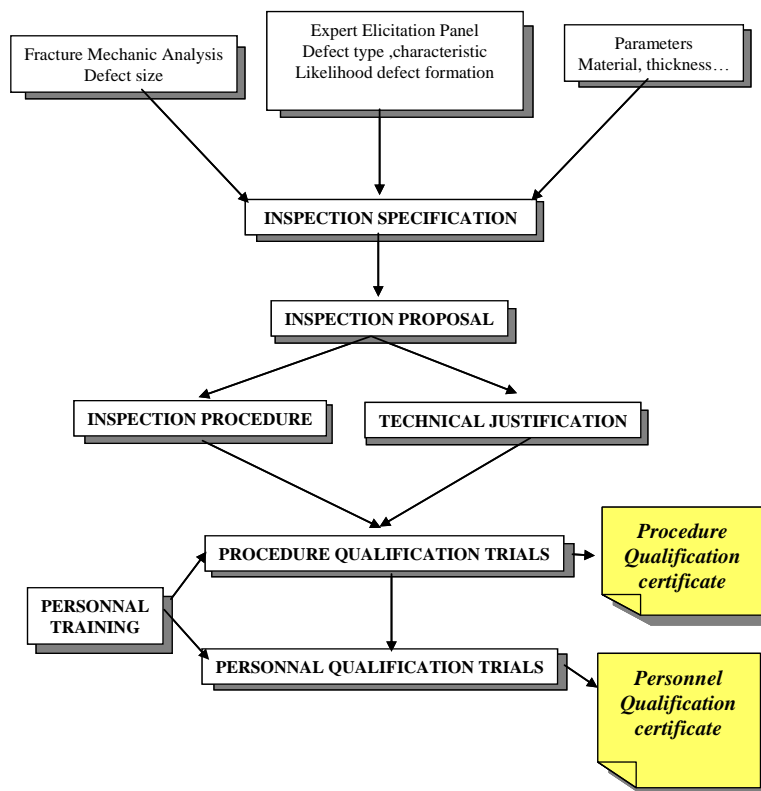 Fracture Mechanic Analysis
Defect size
Expert Elicitation Panel
Defect type ,characteristic
Likelihood defect formation
Parameters
Material, thickness…
INSPECTION SPECIFICATION
INSPECTION PROPOSAL
INSPECTION PROCEDURE
TECHNICAL JUSTIFICATION
PROCEDURE QUALIFICATION TRIALS
Procedure
Qualification
certificate
PERSONNAL
TRAINING
PERSONNAL QUALIFICATION TRIALS
Personnel
Qualification
certificate